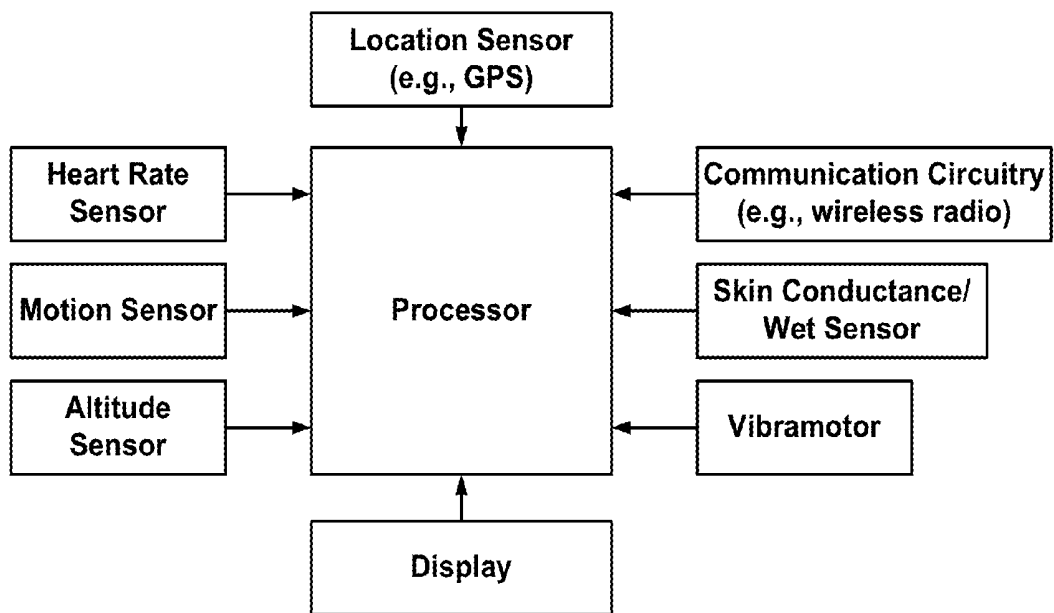 Location Sensor
(e.g., GPS)
Heart Rate
Sensor
Communication Circuitry
(e.g., wireless radio)
Motion Sensor
Processor
Skin Conductance/
Wet Sensor
Altitude
Sensor
Vibramotor
Display